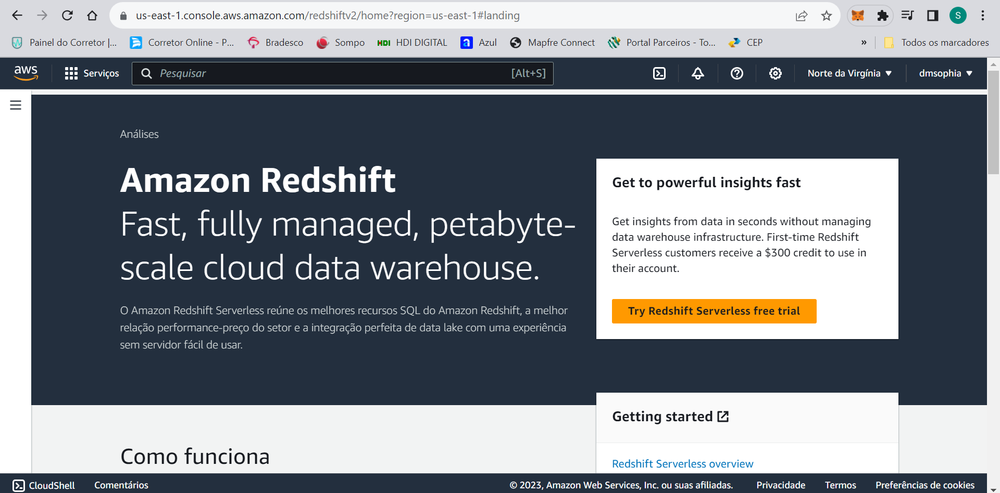 us-east-1.console.aws.amazon.com/redshiftv2/home?region=us-east-1#landing
S
Painel do Corretor |... Corretor Online - P... Bradesco Sompo HDI HDI DIGITAL a Azul Mapfre Connect Portal Parceiros - To... CEP » Todos os marcadores
aws Serviços Pesquisar [Alt+S] Norte da Virgínia dmsophia
Análises
Amazon Redshift
Fast, fully managed, petabyte-
scale cloud data warehouse.
O Amazon Redshift Serverless reúne os melhores recursos SQL do Amazon Redshift, a melhor
relação performance-preço do setor e a integração perfeita de data lake com uma experiência
sem servidor fácil de usar.
Get to powerful insights fast
Get insights from data in seconds without managing
data warehouse infrastructure. First-time Redshift
Serverless customers receive a $300 credit to use in
their account.
Try Redshift Serverless free trial
Getting started
Redshift Serverless overview
Como funciona
CloudShell Comentários © 2023, Amazon Web Services, Inc. ou suas afiliadas. Privacidade Termos Preferências de cookies